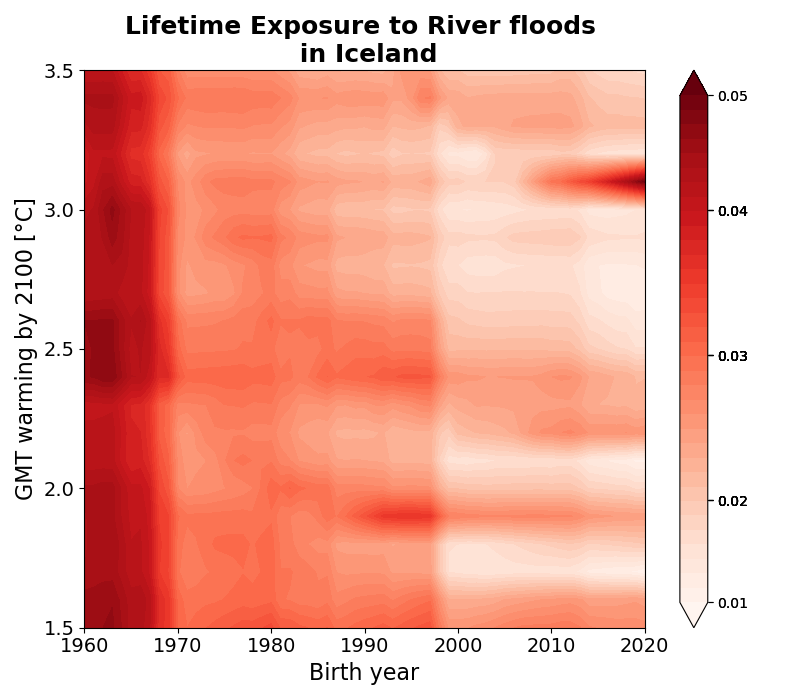 Lifetime Exposure to River floods
in Iceland
GMT warming by 2100 [°C]
3.5
3.0
2.5
2.0
1.5
1960 1970 1980 1990 2000 2010 2020
Birth year
0.05
0.04
0.03
0.02
0.01